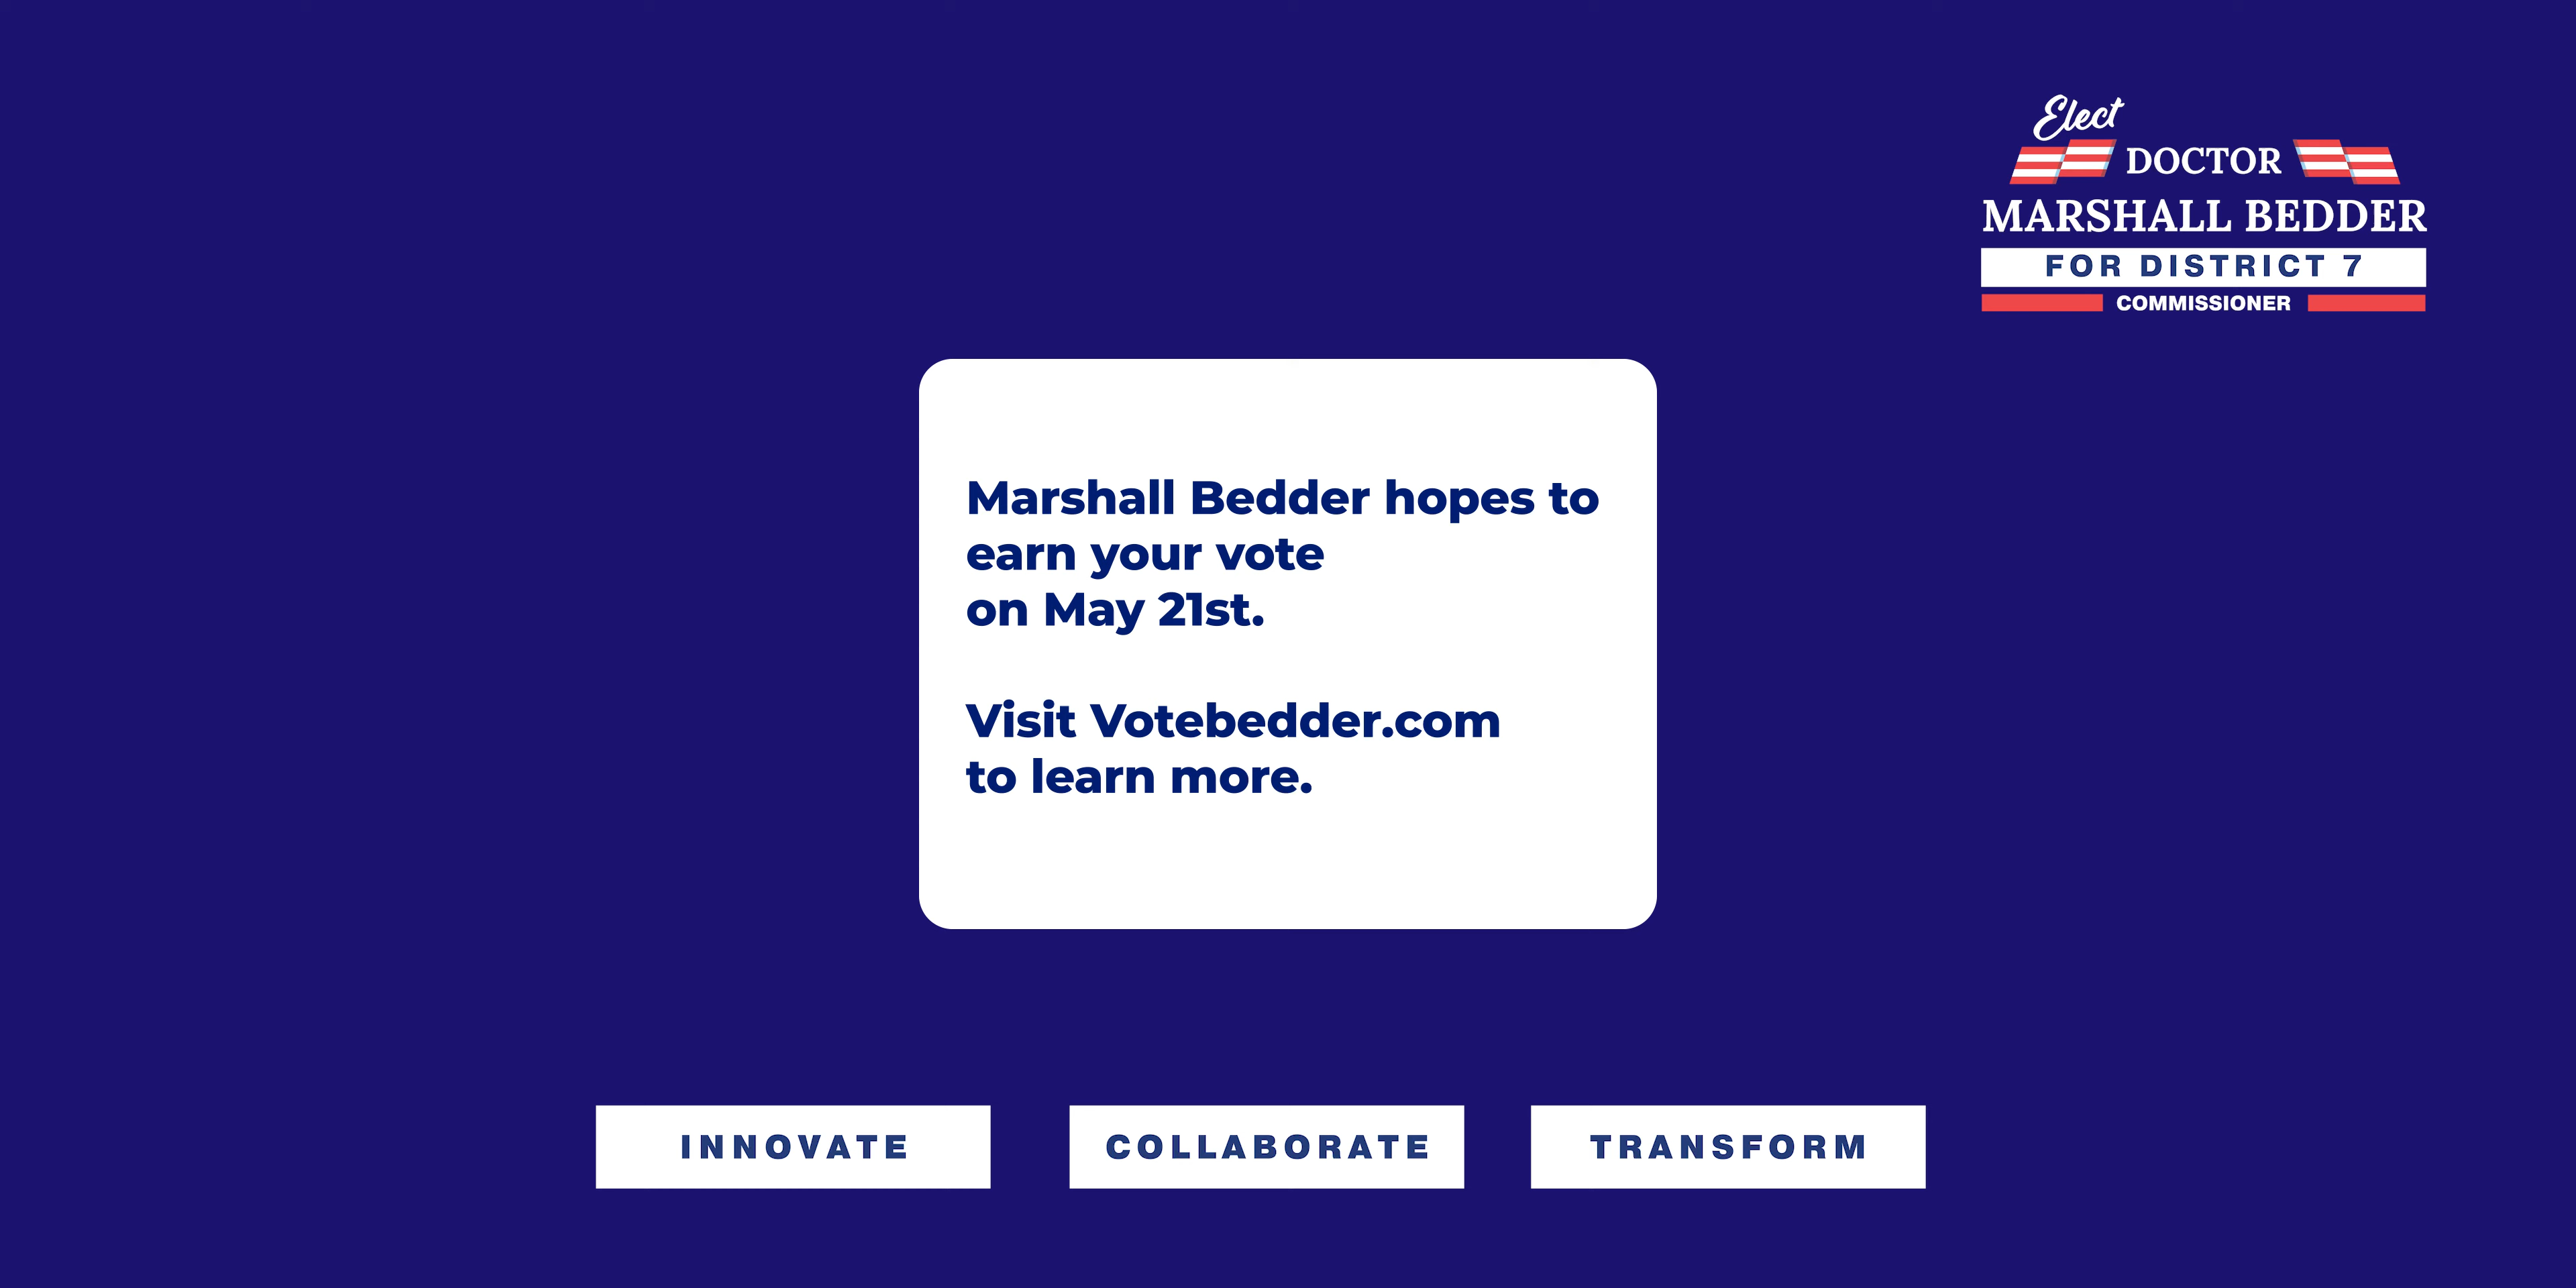 Elect
DOCTOR
MARSHALL BEDDER
FOR DISTRICT 7
COMMISSIONER
Marshall Bedder hopes to
earn your vote
on May 21st.
Visit Votebedder.com
to learn more.
INNOVATE
COLLABORATE
TRANSFORM